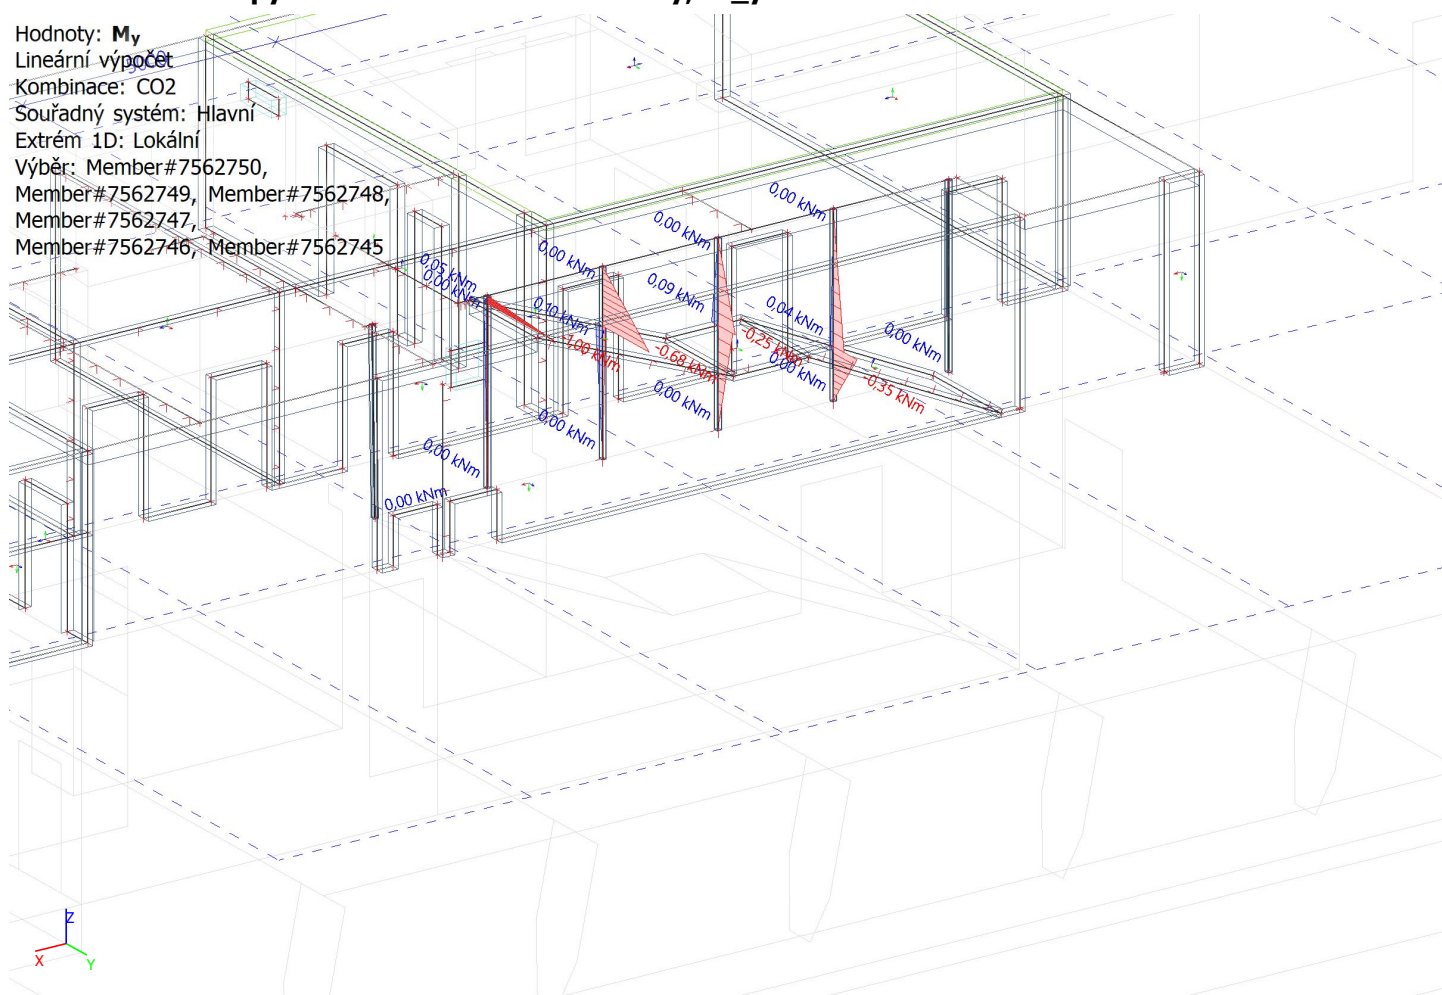 Hodnoty: My
Lineární výpočet
Kombinace: CO2
Souřadný systém: Hlavní
Extrém 1D: Lokální
Výběr: Member#7562750,
Member#7562749, Member#7562748,
Member#7562747,
Member#7562746, Member#7562745
0,00 kNm
0,00 kNm
0,00 kNm
0,05 kNm
0,00 kNm
0,09 kNm
0,10 kNm
0,04 kNm
0,00 kNm
-1,00 kNm
-0,68 kNm
-0,25 kNm
0,00 kNm
-0,35 kNm
0,00 kNm
0,00 kNm
0,00 kNm
0,00 kNm
Z
X
Y